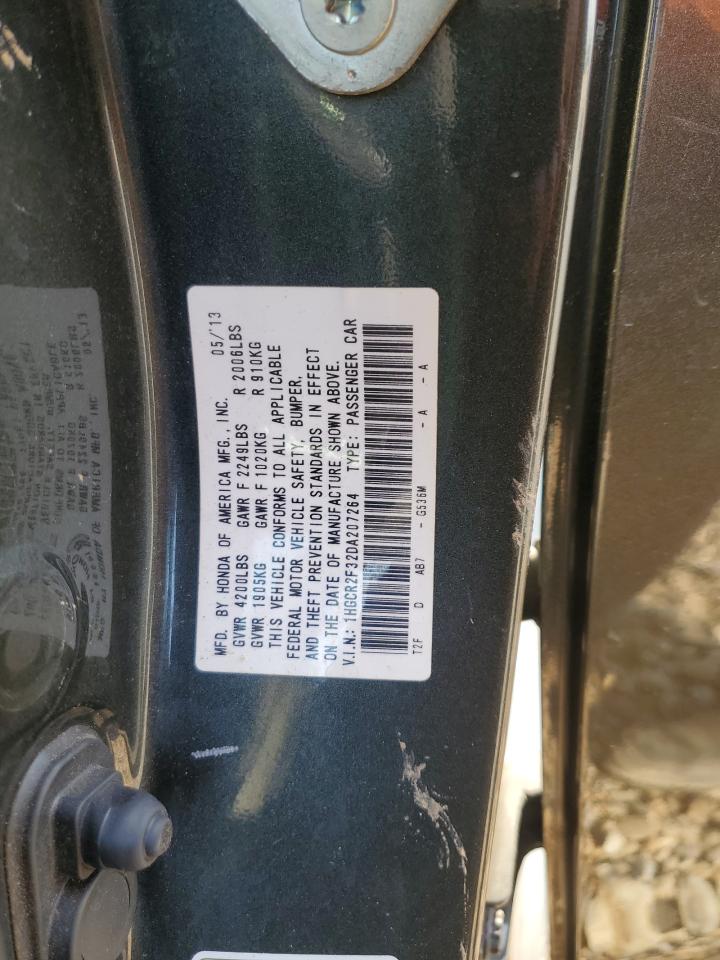 MFD. BY HONDA OF AMERICA MFG., INC. 05/'13
GVWR 4200LBS GAWR F 2249LBS R 2006LBS
GVWR 1905KG GAWR F 1020KG R 910KG
THIS VEHICLE CONFORMS TO ALL APPLICABLE
FEDERAL MOTOR VEHICLE SAFETY, BUMPER,
AND THEFT PREVENTION STANDARDS IN EFFECT
ON THE DATE OF MANUFACTURE SHOWN ABOVE.
V.I.N.: 1HGCR2F32DA207264 TYPE: PASSENGER CAR
T2F D AB7 - G536M - A - A